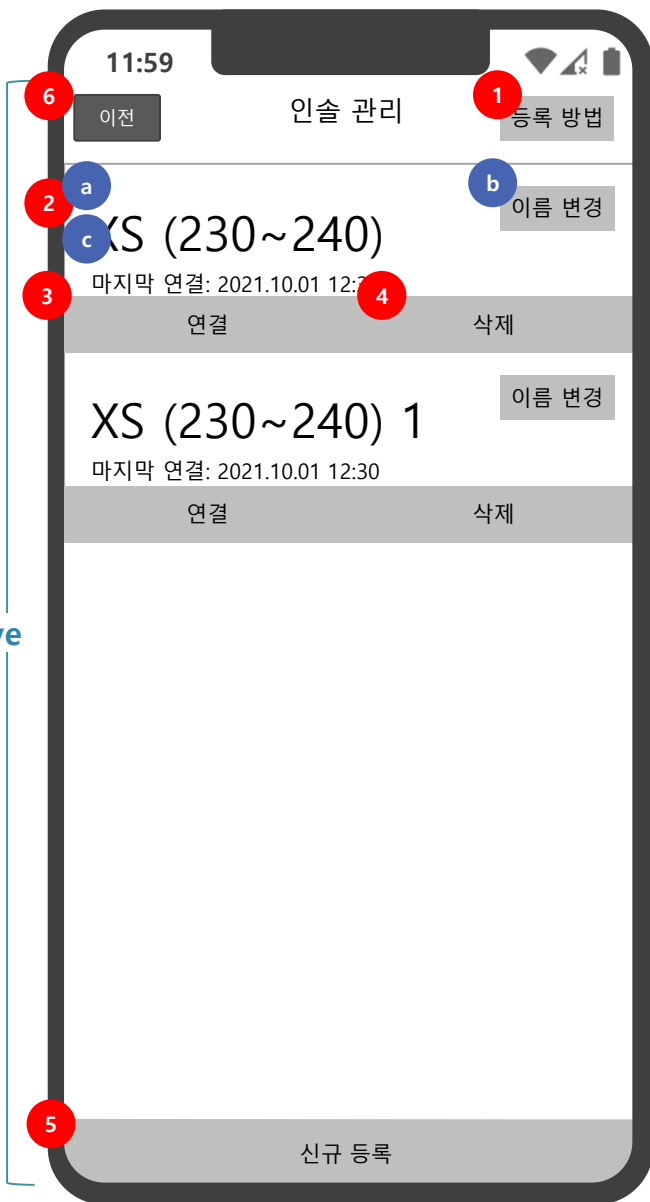 11:59
6
이전
인솔 관리
1
등록 방법
2
a
b
이름 변경
c
XS (230~240)
마지막 연결: 2021.10.01 12:3
3
4
연결
삭제
이름 변경
XS (230~240) 1
마지막 연결: 2021.10.01 12:30
연결
삭제
ve
5
신규 등록